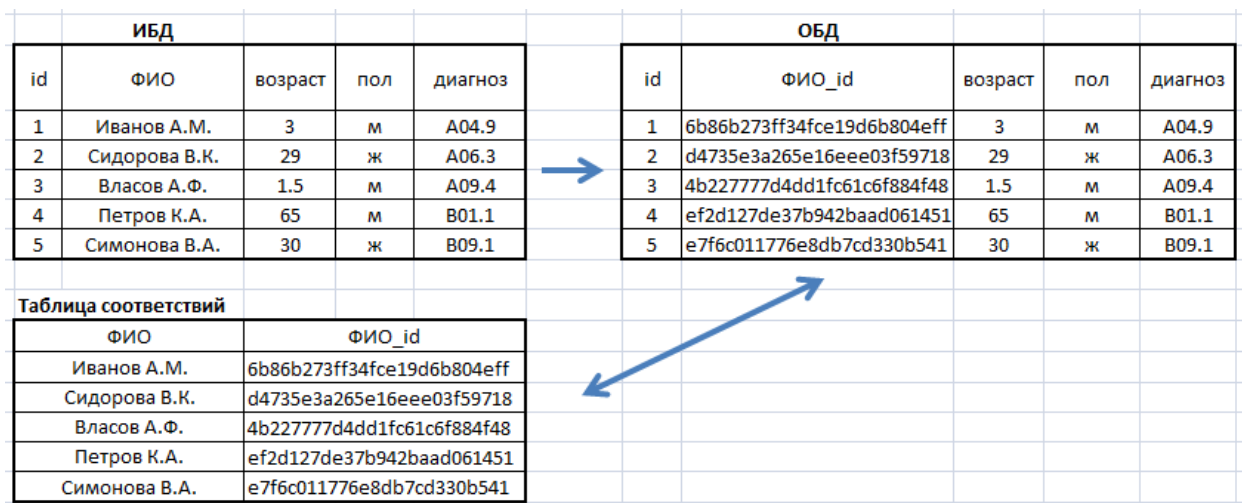 ИБД ОБД
id ФИО возраст пол диагноз id ФИО_id возраст пол диагноз
1 Иванов А.М. 3 м A04.9 1 6b86b273ff34fce19d6b804eff 3 м A04.9
2 Сидорова В.К. 29 ж A06.3 2 d4735e3a265e16eee03f59718 29 ж A06.3
3 Власов А.Ф. 1.5 м A09.4 3 4b227777d4dd1fc61c6f884f48 1.5 м A09.4
4 Петров К.А. 65 м B01.1 4 ef2d127de37b942baad061451 65 м B01.1
5 Симонова В.А. 30 ж B09.1 5 e7f6c011776e8db7cd330b541 30 ж B09.1
Таблица соответствий
ФИО ФИО_id
Иванов А.М. 6b86b273ff34fce19d6b804eff
Сидорова В.К. d4735e3a265e16eee03f59718
Власов А.Ф. 4b227777d4dd1fc61c6f884f48
Петров К.А. ef2d127de37b942baad061451
Симонова В.А. e7f6c011776e8db7cd330b541